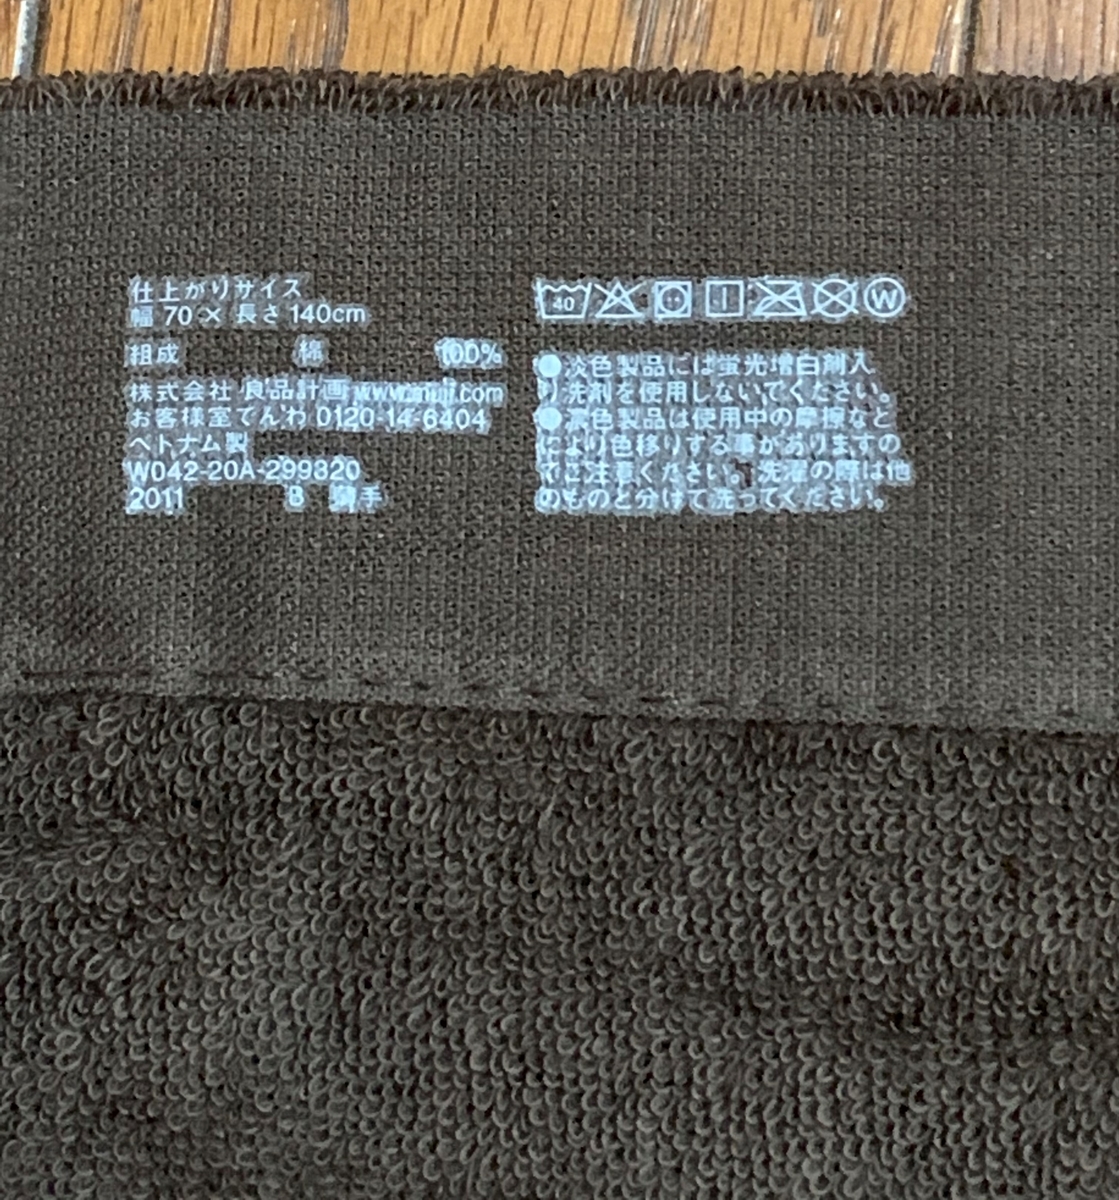 仕上がりサイズ
幅 70 × 長さ 140cm
組成 綿 100%
株式会社 良品計画 www.muji.com
お客様室でんわ 0120-14-6404
ベトナム製
W042-20A-299320
2011 B 手
40
W
●淡色製品には蛍光増白剤入
り洗剤を使用しないでください。
●濃色製品は使用中の摩擦など
により色移りする事がありますの
でご注意ください。洗濯の際は他
のものと分けて洗ってください。